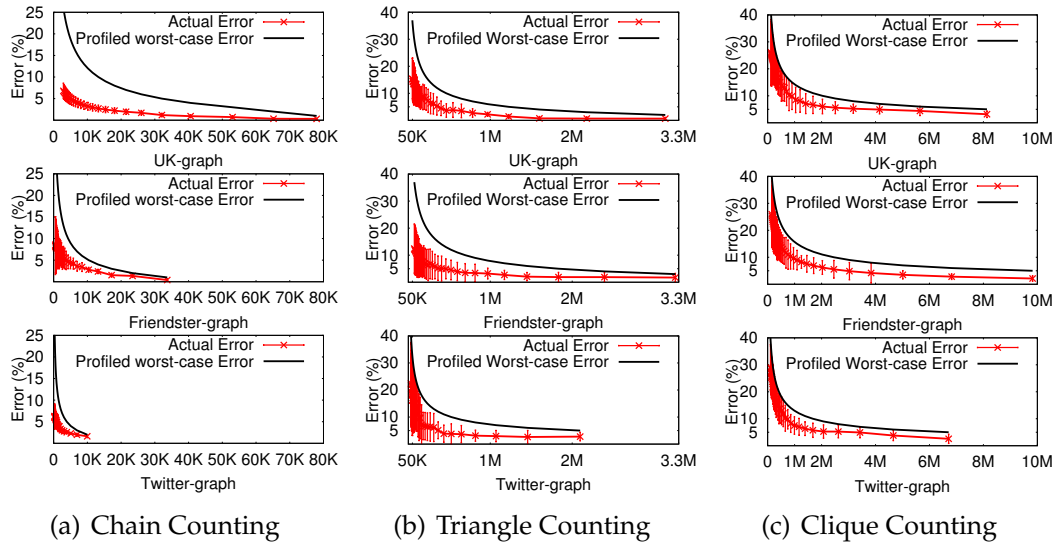 25
20
15
10
5
Error (%)
Actual Error
Profiled worst-case Error
0 10K 20K 30K 40K 50K 60K 70K 80K
UK-graph
25
20
15
10
5
Error (%)
Actual Error
Profiled worst-case Error
0 10K 20K 30K 40K 50K 60K 70K 80K
Friendster-graph
25
20
15
10
5
Error (%)
Actual Error
Profiled worst-case Error
0 10K 20K 30K 40K 50K 60K 70K 80K
Twitter-graph
(a) Chain Counting
40
30
20
10
5
Error (%)
Actual Error
Profiled Worst-case Error
50K 1M 2M 3.3M
UK-graph
40
30
20
10
5
Error (%)
Actual Error
Profiled Worst-case Error
50K 1M 2M 3.3M
Friendster-graph
40
30
20
10
5
Error (%)
Actual Error
Profiled Worst-case Error
50K 1M 2M 3.3M
Twitter-graph
(b) Triangle Counting
40
30
20
10
5
Error (%)
Actual Error
Profiled Worst-case Error
0 1M 2M 4M 6M 8M 10M
UK-graph
40
30
20
10
5
Error (%)
Actual Error
Profiled Worst-case Error
0 1M 2M 4M 6M 8M 10M
Friendster-graph
40
30
20
10
5
Error (%)
Actual Error
Profiled Worst-case Error
0 1M 2M 4M 6M 8M 10M
Twitter-graph
(c) Clique Counting